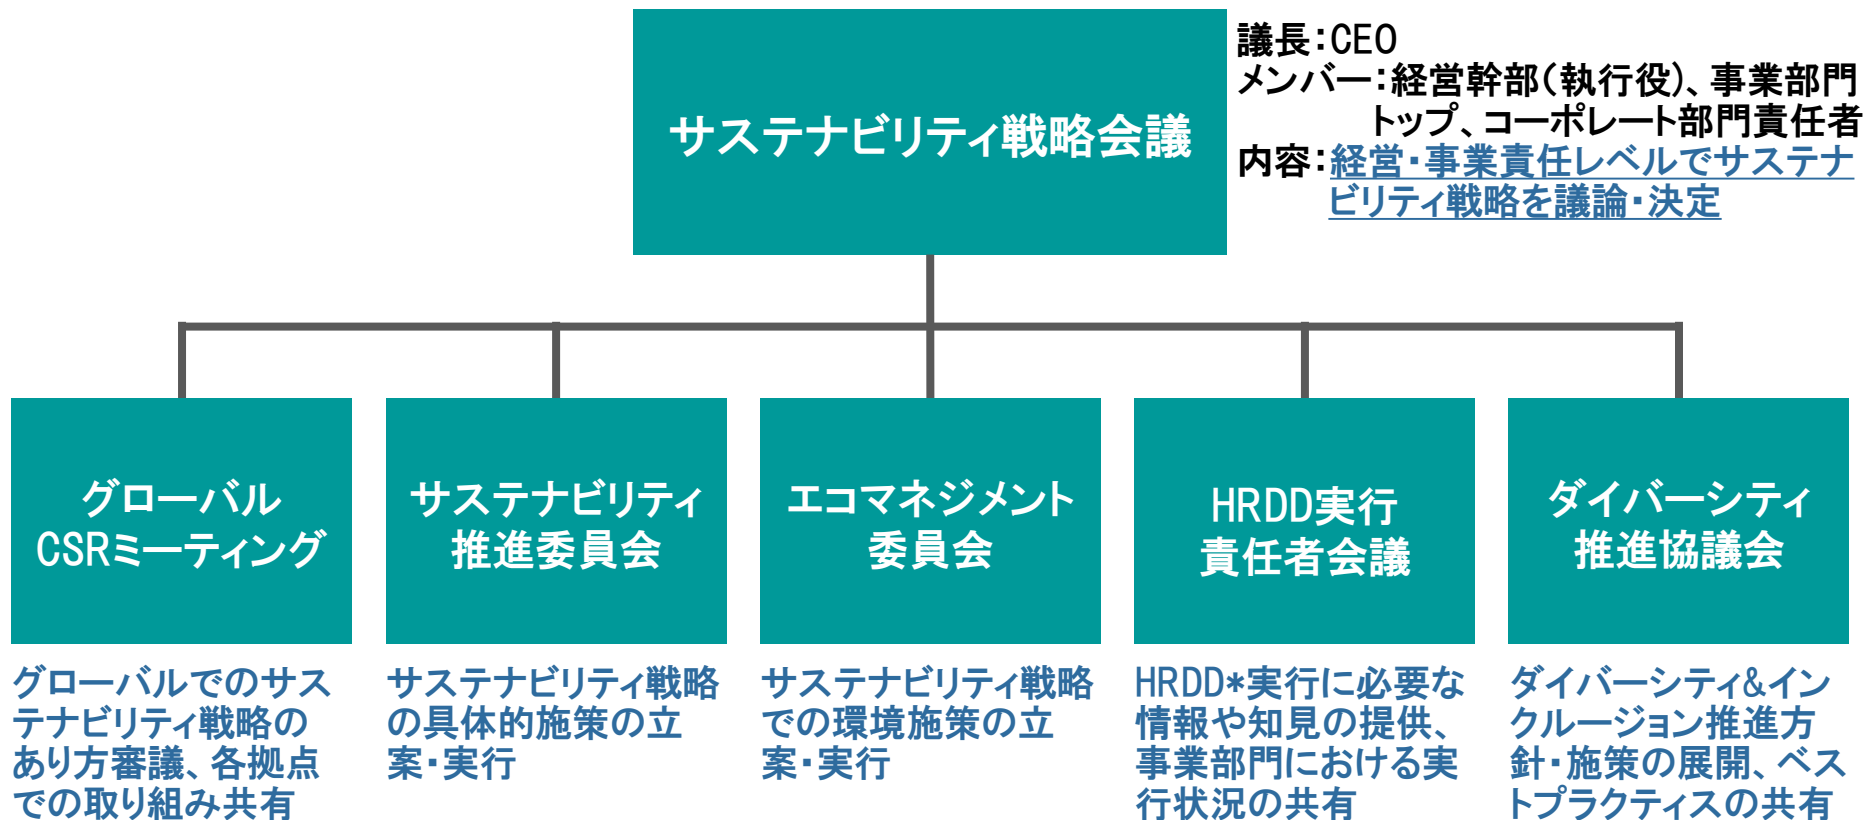 サステナビリティ戦略会議
議長：CEO
メンバー：経営幹部（執行役）、事業部門
トップ、コーポレート部門責任者
内容：経営・事業責任レベルでサステナ
ビリティ戦略を議論・決定
グローバル
CSRミーティング
グローバルでのサス
テナビリティ戦略の
あり方審議、各拠点
での取り組み共有
サステナビリティ
推進委員会
サステナビリティ戦略
の具体的施策の立
案・実行
エコマネジメント
委員会
サステナビリティ戦略
での環境施策の立
案・実行
HRDD実行
責任者会議
HRDD*実行に必要な
情報や知見の提供、
事業部門における実
行状況の共有
ダイバーシティ
推進協議会
ダイバーシティ&イン
クルージョン推進方
針・施策の展開、ベス
トプラクティスの共有